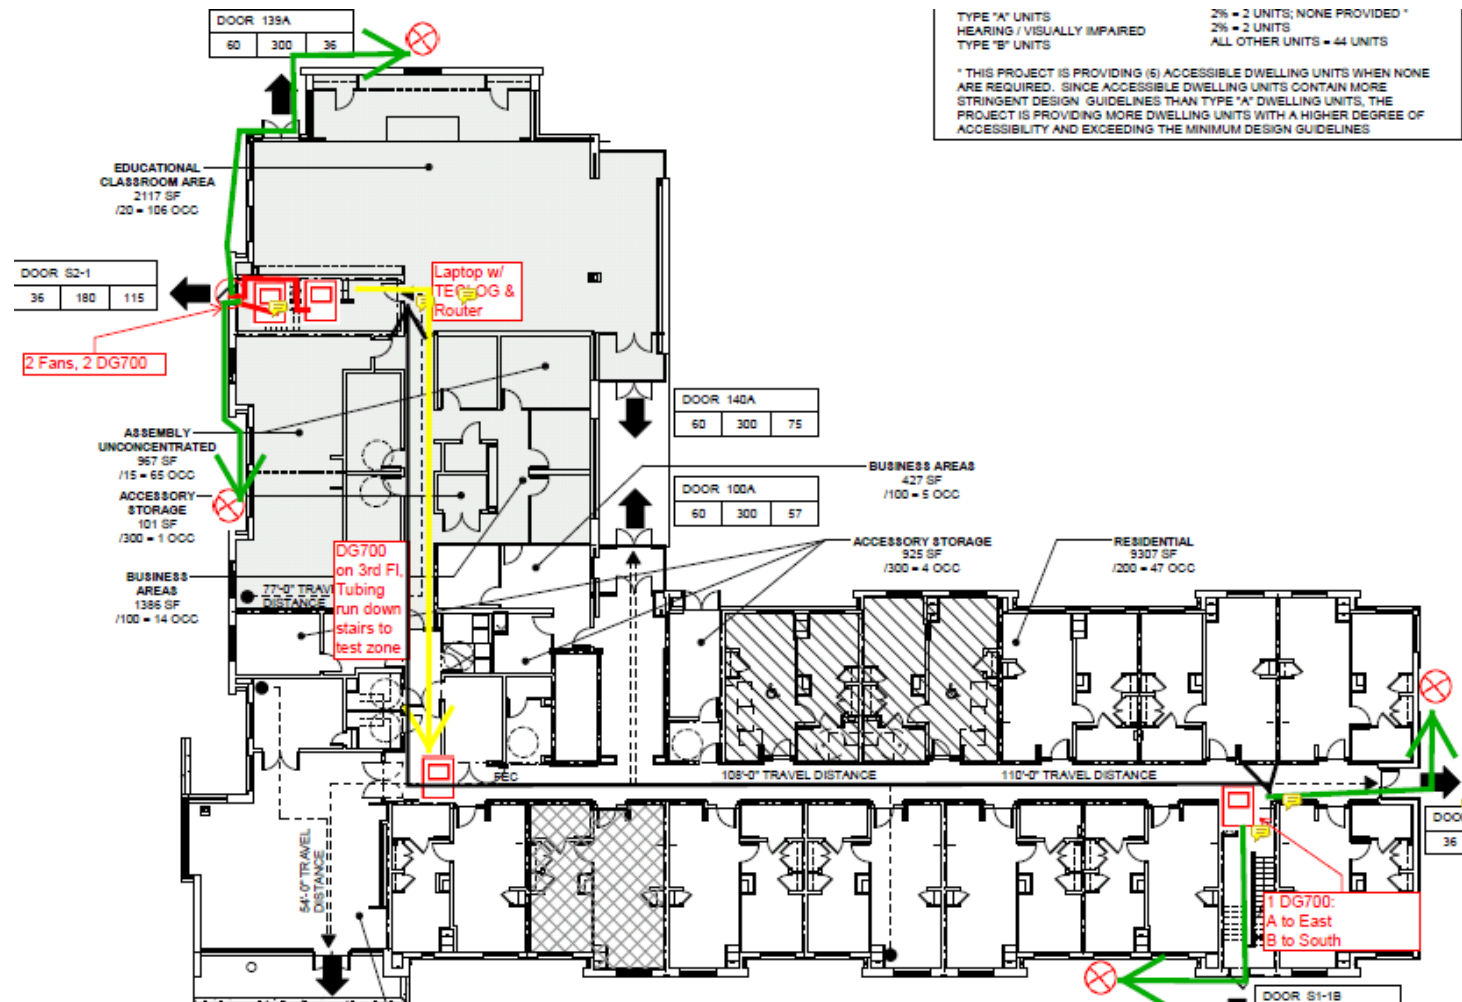 DOOR 139A
60 300 36
TYPE "A" UNITS
2% = 2 UNITS; NONE PROVIDED *
HEARING / VISUALLY IMPAIRED
2% = 2 UNITS
TYPE "B" UNITS
ALL OTHER UNITS = 44 UNITS
* THIS PROJECT IS PROVIDING (6) ACCESSIBLE DWELLING UNITS WHEN NONE
ARE REQUIRED. SINCE ACCESSIBLE DWELLING UNITS CONTAIN MORE
STRINGENT DESIGN GUIDELINES THAN TYPE "A" DWELLING UNITS, THE
PROJECT IS PROVIDING MORE DWELLING UNITS WITH A HIGHER DEGREE OF
ACCESSIBILITY AND EXCEEDING THE MINIMUM DESIGN GUIDELINES
EDUCATIONAL
CLASSROOM AREA
2117 SF
/20 = 106 OCC
DOOR S2-1
36 180 115
Laptop w/
TECLOG &
Router
2 Fans, 2 DG700
DOOR 140A
60 300 75
ASSEMBLY
UNCONCENTRATED
967 SF
/15 = 65 OCC
BUSINESS AREAS
427 SF
/100 = 5 OCC
DOOR 100A
60 300 57
ACCESSORY
STORAGE
101 SF
/300 = 1 OCC
ACCESSORY STORAGE
925 SF
/300 = 4 OCC
RESIDENTIAL
9307 SF
/200 = 47 OCC
DG700
on 3rd Fl,
Tubing
run down
stairs to
test zone
BUSINESS
AREAS
1386 SF
/100 = 14 OCC
77'-0" TRAVEL
DISTANCE
FEC
108'-0" TRAVEL DISTANCE
110'-0" TRAVEL DISTANCE
DOO
36
54'-0" TRAVEL
DISTANCE
1 DG700:
A to East
B to South
DOOR S1-1B